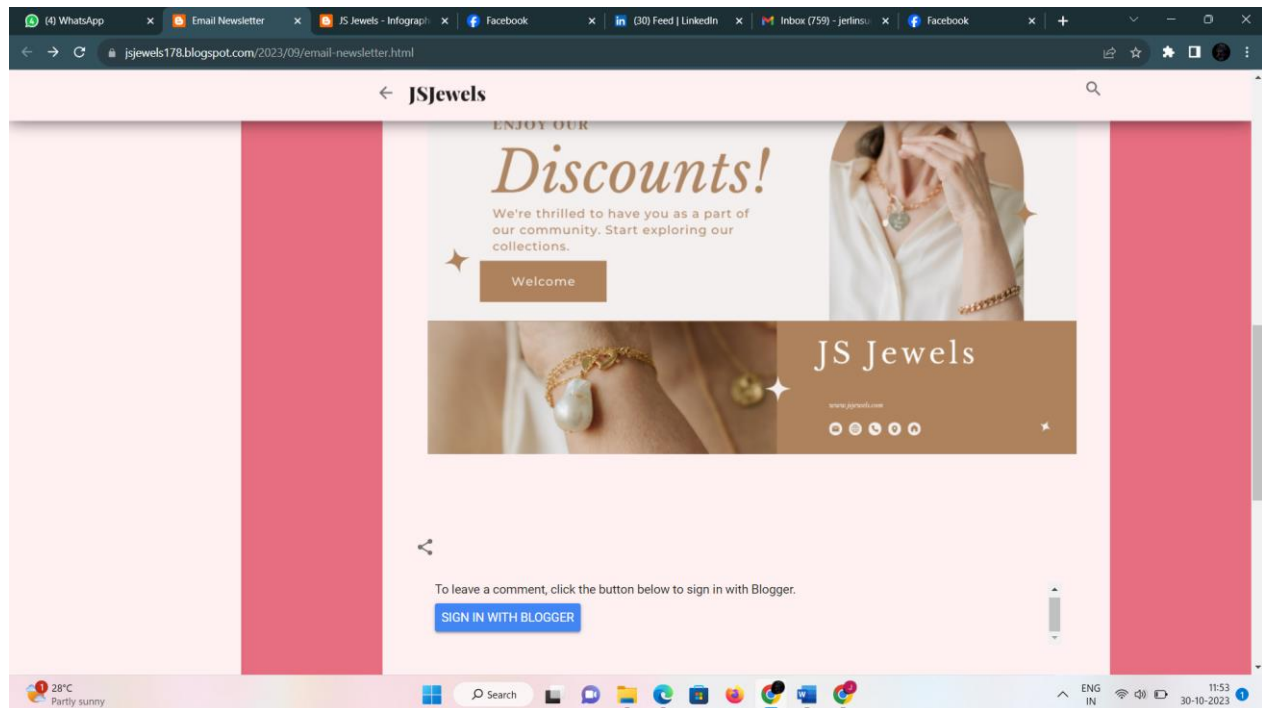 (4) WhatsApp
Email Newsletter
JS Jewels - Infograph
Facebook
(30) Feed | LinkedIn
Inbox (759) - jerlinsu
Facebook
jsjewels178.blogspot.com/2023/09/email-newsletter.html
JSJewels
ENJOY OUR
Discounts!
We're thrilled to have you as a part of
our community. Start exploring our
collections.
Welcome
JS Jewels
www.jsjewels.com
To leave a comment, click the button below to sign in with Blogger.
SIGN IN WITH BLOGGER
1
28°C
Partly sunny
Search
ENG
IN
11:53
30-10-2023
1